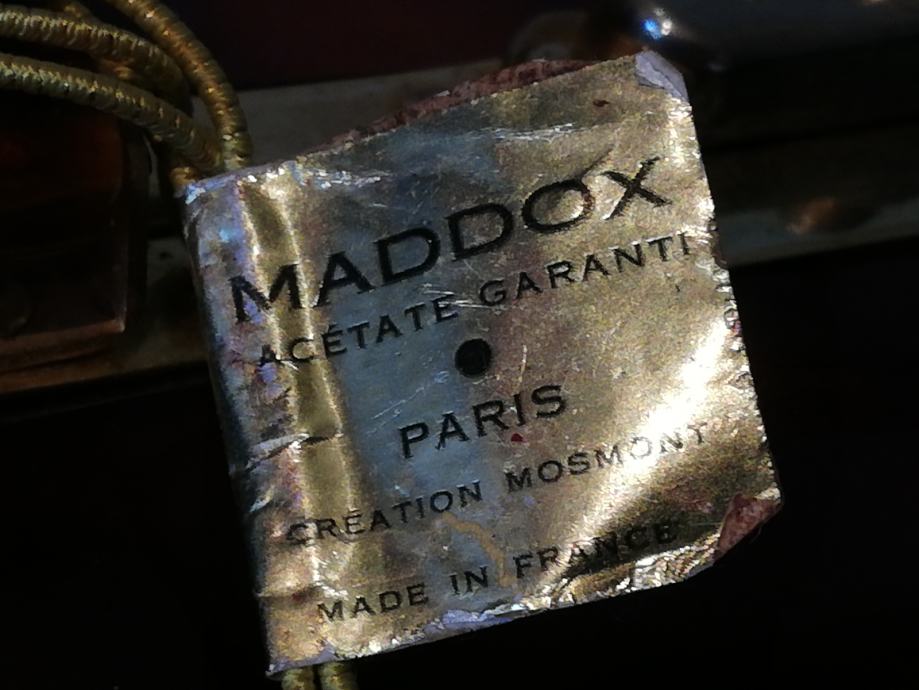 MADDOX
ACÉTATE GARANTI
PARIS
CRÉATION MOSMONT
MADE IN FRANCE